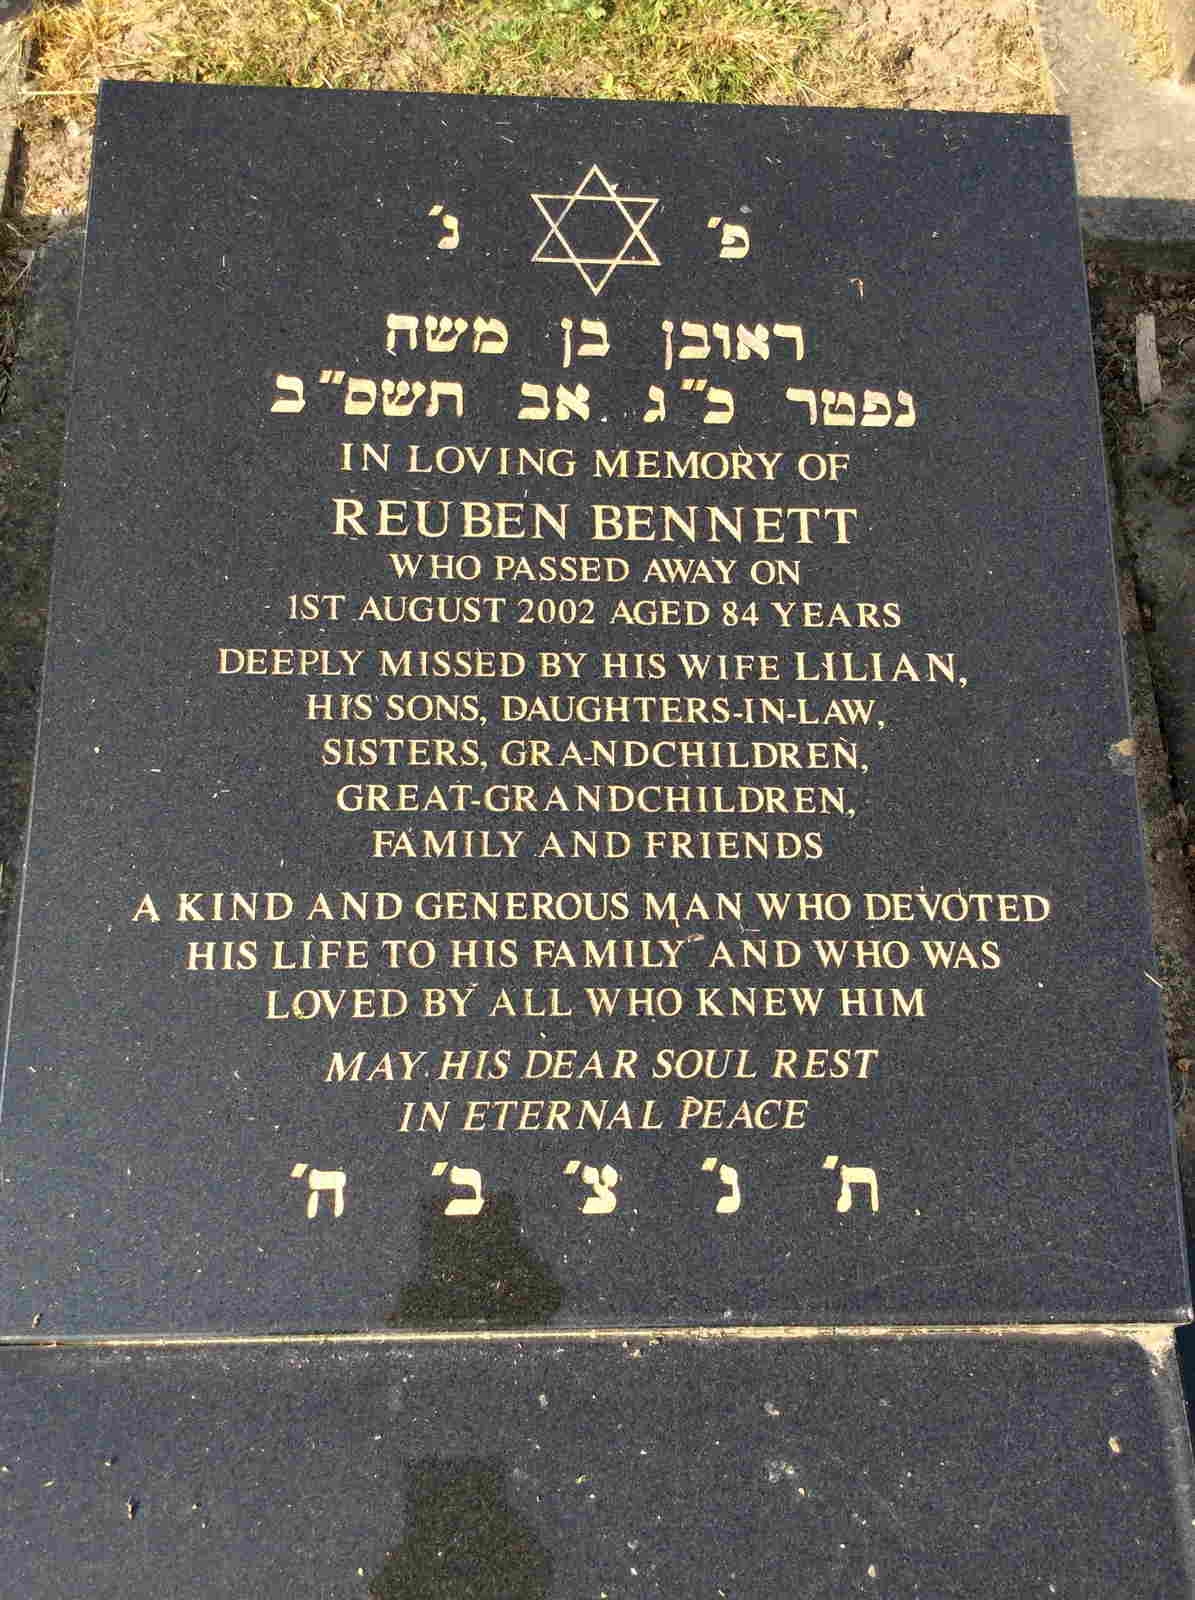 פ׳ נ׳
ראובן בן משה
נפטר כ״ג אב תשס״ב
IN LOVING MEMORY OF
REUBEN BENNETT
WHO PASSED AWAY ON
1ST AUGUST 2002 AGED 84 YEARS
DEEPLY MISSED BY HIS WIFE LILIAN,
HIS SONS, DAUGHTERS-IN-LAW,
SISTERS, GRANDCHILDREN,
GREAT-GRANDCHILDREN,
FAMILY AND FRIENDS
A KIND AND GENEROUS MAN WHO DEVOTED
HIS LIFE TO HIS FAMILY AND WHO WAS
LOVED BY ALL WHO KNEW HIM
MAY HIS DEAR SOUL REST
IN ETERNAL PEACE
ת׳ נ׳ צ׳ ב׳ ה׳